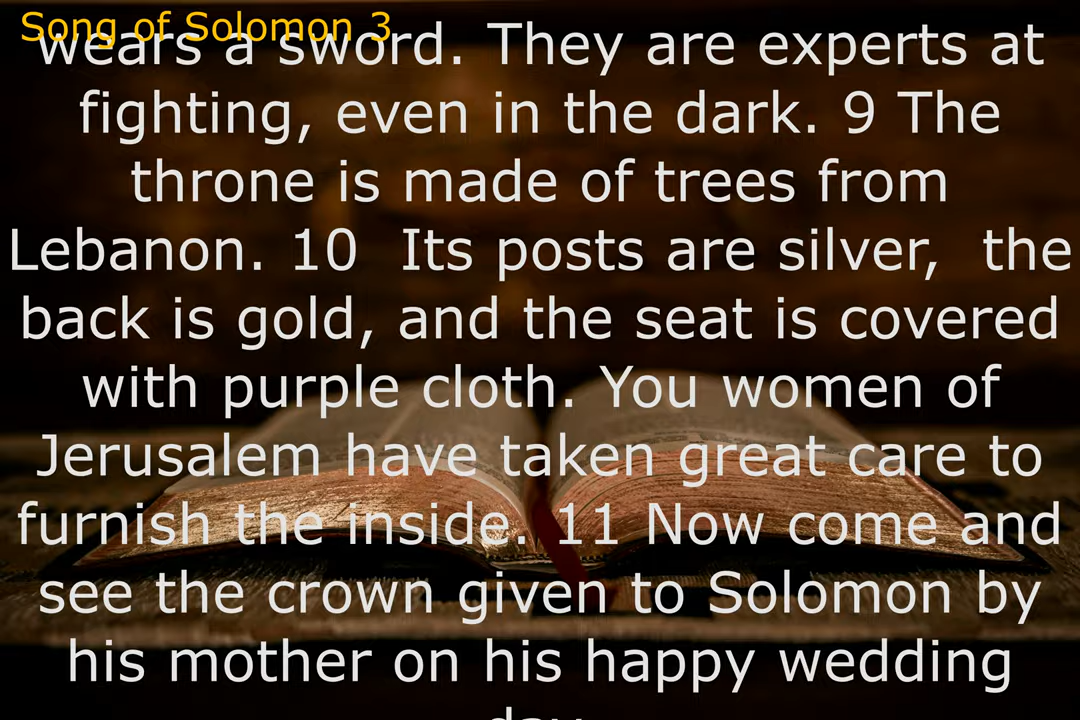 Song of Solomon 3
wears a sword. They are experts at
fighting, even in the dark. 9 The
throne is made of trees from
Lebanon. 10 Its posts are silver, the
back is gold, and the seat is covered
with purple cloth. You women of
Jerusalem have taken great care to
furnish the inside. 11 Now come and
see the crown given to Solomon by
his mother on his happy wedding